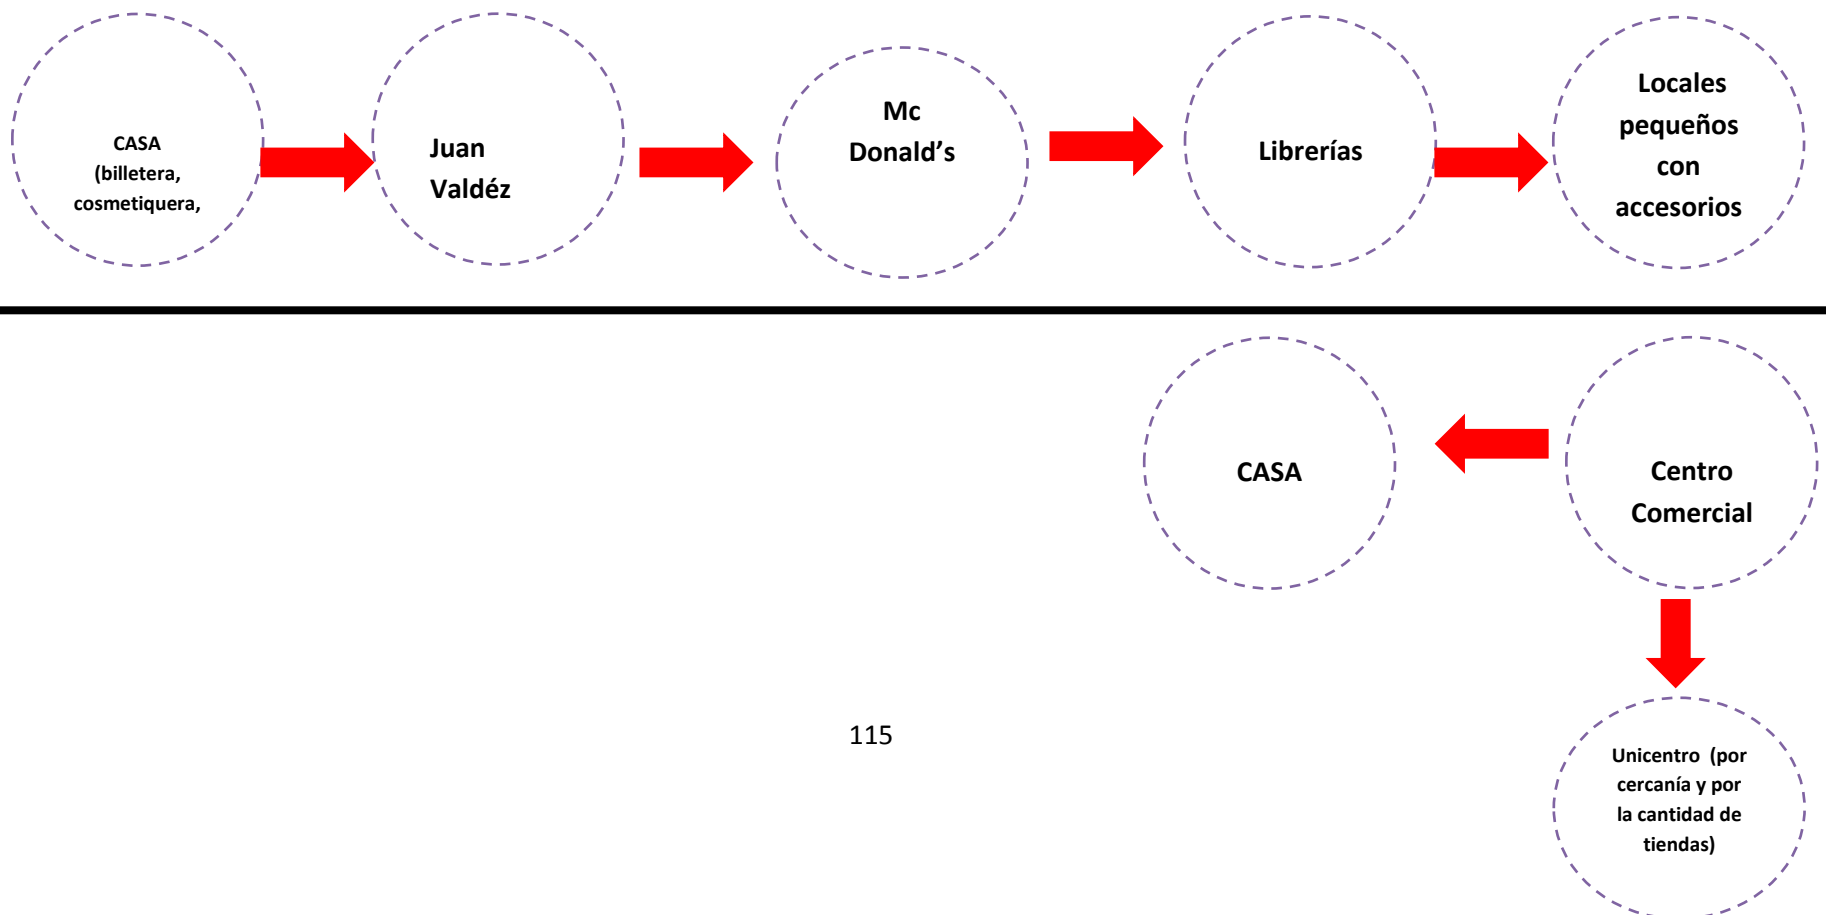 CASA
(billetera,
cosmetiquera,
Juan
Valdéz
Mc
Donald’s
Librerías
Locales
pequeños
con
accesorios
CASA
Centro
Comercial
115
Unicentro  (por
cercanía y por
la cantidad de
tiendas)